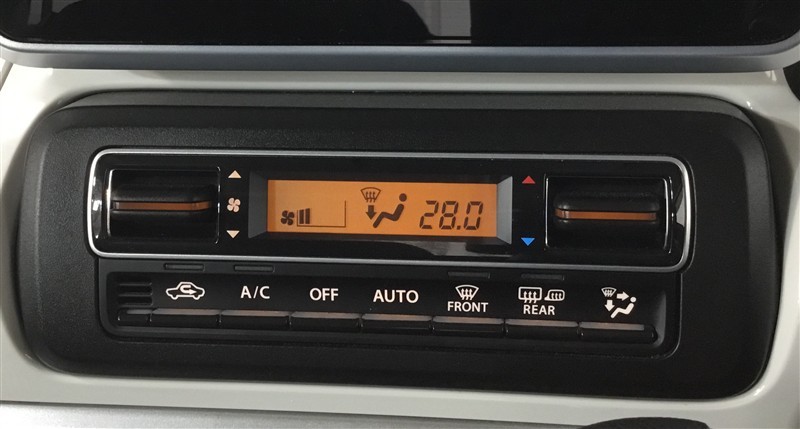 28.0
A/C OFF AUTO FRONT REAR